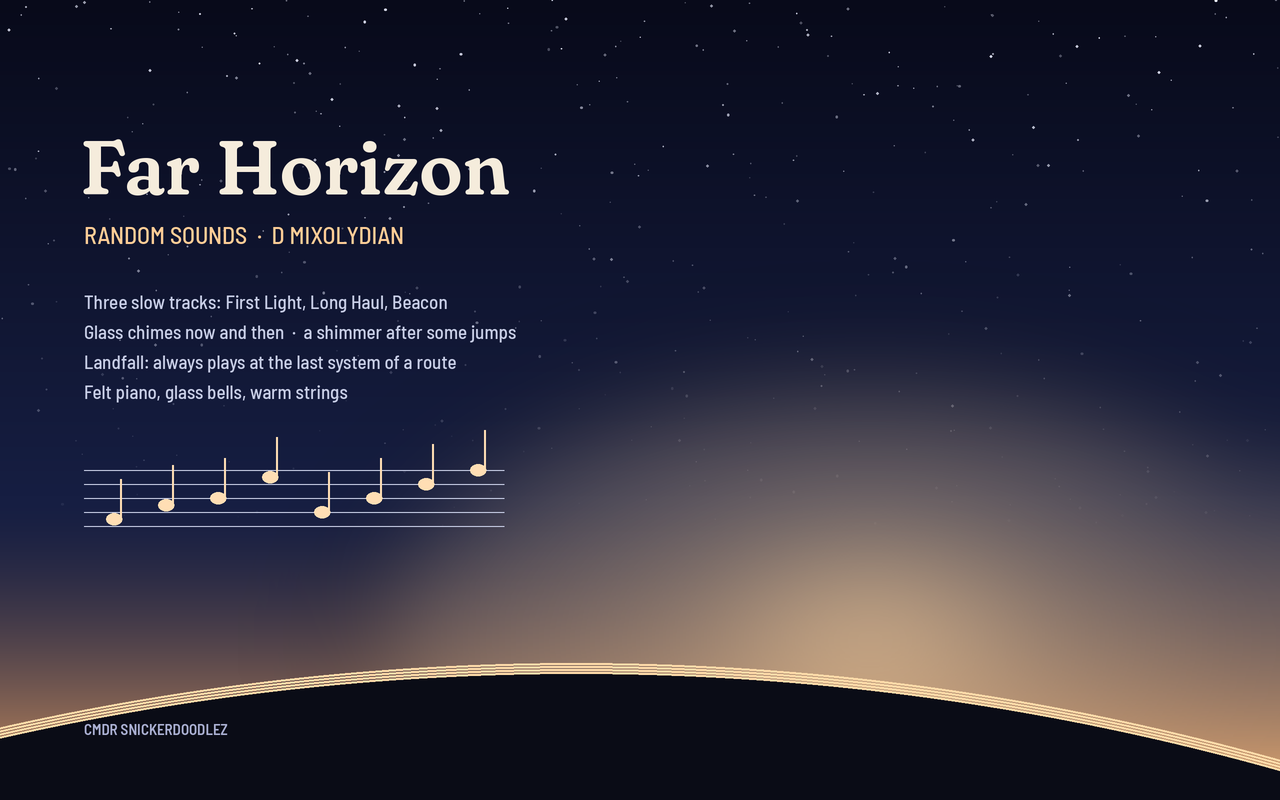 Far Horizon
RANDOM SOUNDS · D MIXOLYDIAN
Three slow tracks: First Light, Long Haul, Beacon
Glass chimes now and then · a shimmer after some jumps
Landfall: always plays at the last system of a route
Felt piano, glass bells, warm strings
CMDR SNICKERDOODLEZ